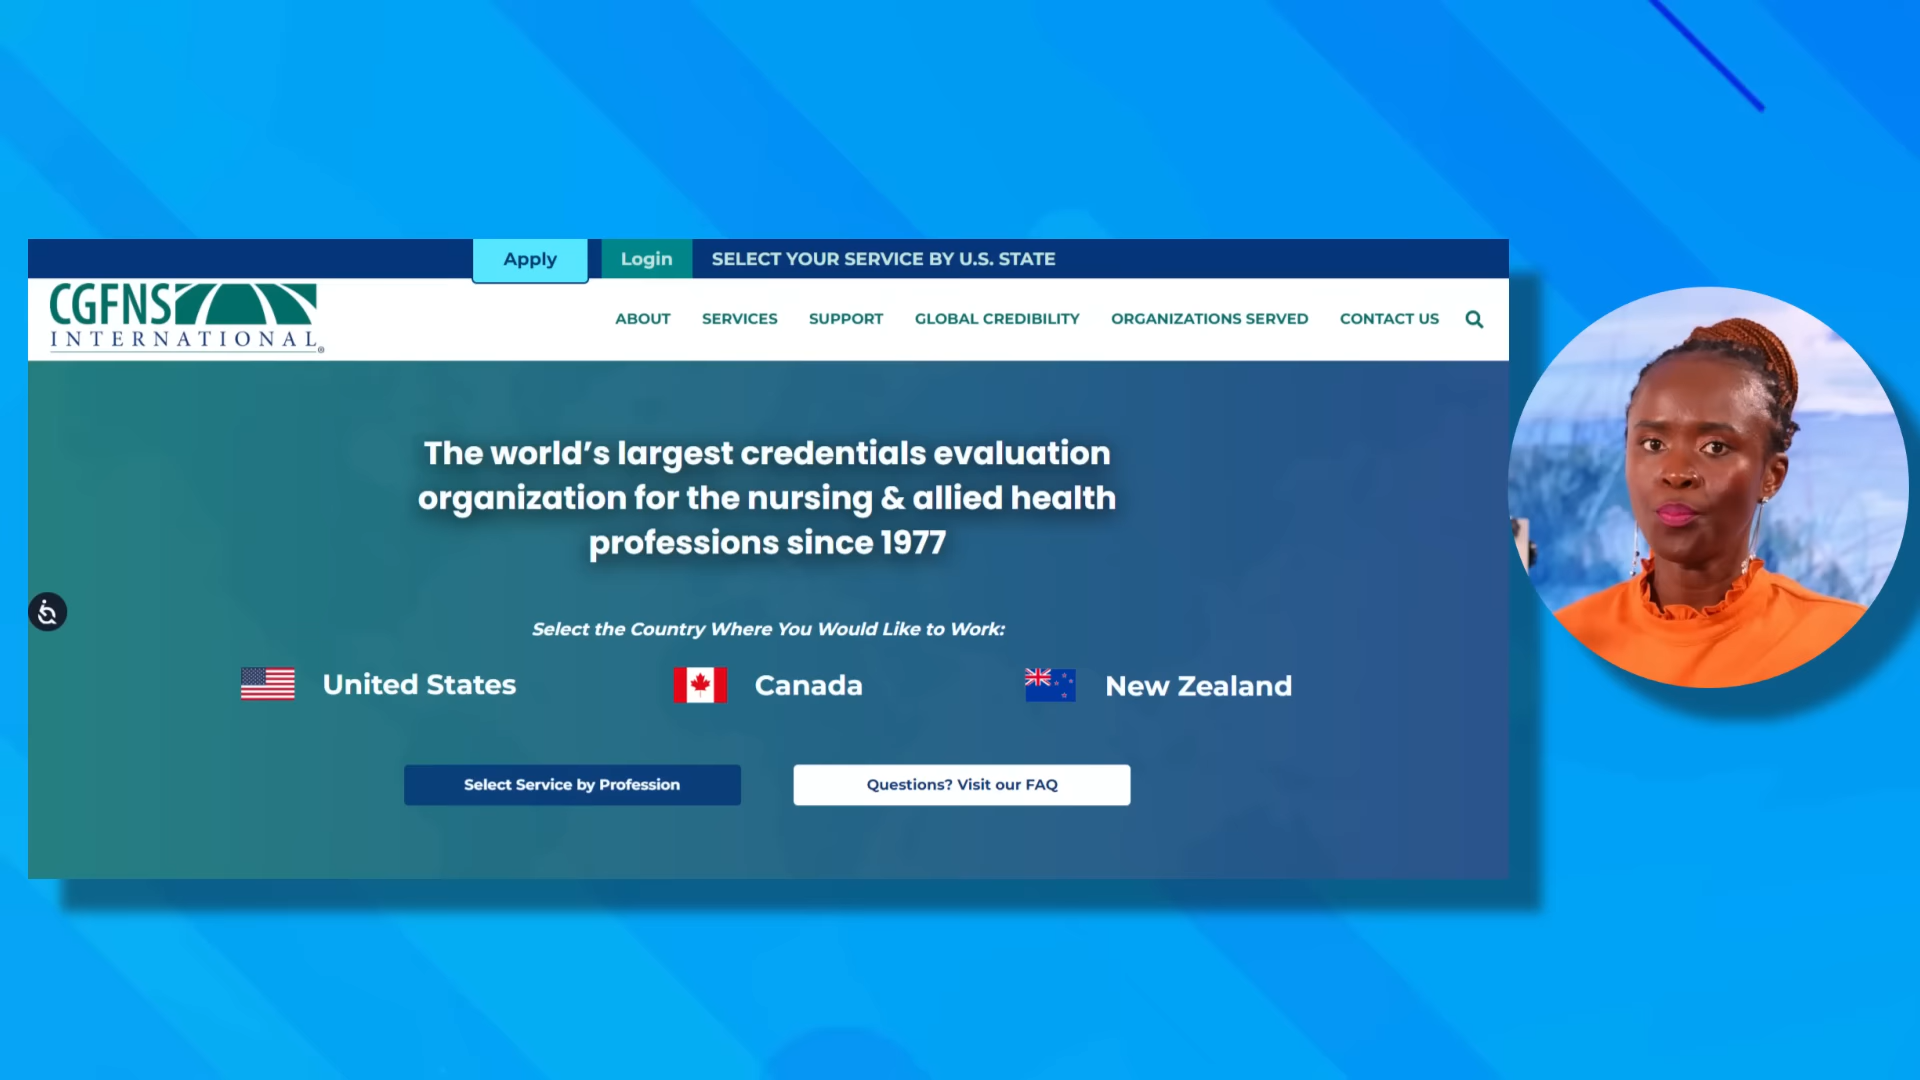 Apply
Login
SELECT YOUR SERVICE BY U.S. STATE
CGFNS
INTERNATIONAL®
ABOUT
SERVICES
SUPPORT
GLOBAL CREDIBILITY
ORGANIZATIONS SERVED
CONTACT US
The world’s largest credentials evaluation
organization for the nursing & allied health
professions since 1977
Select the Country Where You Would Like to Work:
United States
Canada
New Zealand
Select Service by Profession
Questions? Visit our FAQ